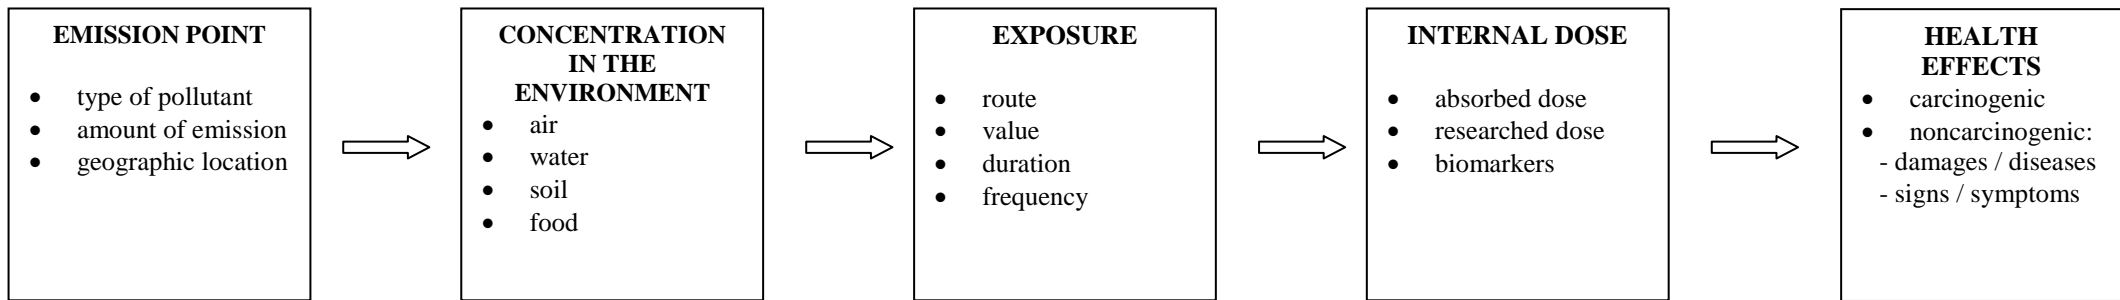 EMISSION POINT
• type of pollutant
• amount of emission
• geographic location
CONCENTRATION
IN THE
ENVIRONMENT
• air
• water
• soil
• food
EXPOSURE
• route
• value
• duration
• frequency
INTERNAL DOSE
• absorbed dose
• researched dose
• biomarkers
HEALTH
EFFECTS
• carcinogenic
• noncarcinogenic:
- damages / diseases
- signs / symptoms